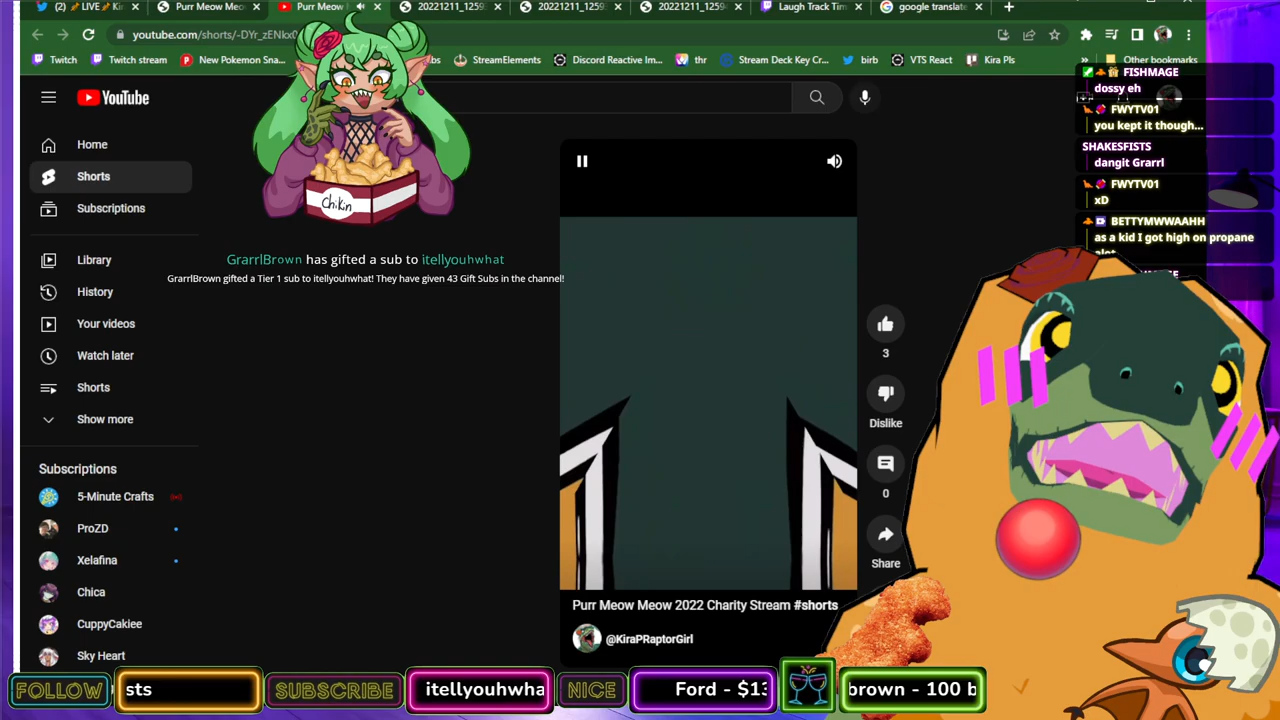 (2) 🚀 LIVE🚀 Kir
Purr Meow Meo
Purr Meow
20221211_1259
20221211_1259
20221211_1259
Laugh Track Tim
google translate
youtube.com/shorts/-DYr_zENkx
Twitch
Twitch stream
New Pokemon Sna...
StreamElements
Discord Reactive Im...
thr
Stream Deck Key Cr...
birb
VTS React
Kira Pls
»
Other bookmarks
YouTube
Home
Shorts
Subscriptions
Library
History
Your videos
Watch later
Shorts
Show more
Subscriptions
5-Minute Crafts
ProZD
Xelafina
Chica
CuppyCakiee
Sky Heart
Chikin
GarrlBrown has gifted a sub to itellyouhwhat
GarrlBrown gifted a Tier 1 sub to itellyouhwhat! They have given 43 Gift Subs in the channel!
3
Dislike
0
Share
Purr Meow Meow 2022 Charity Stream #shorts
@KiraPRaptorGirl
FISHMAGE
dossy eh
FWYTV01
you kept it though...
SHAKESFISTS
dangit Grarrl
FWYTV01
xD
BETTYMWWAAHH
as a kid I got high on propane
alot
FOLLOW
sts
SUBSCRIBE
itellyouhwha
NICE
Ford - $13
brown - 100 b